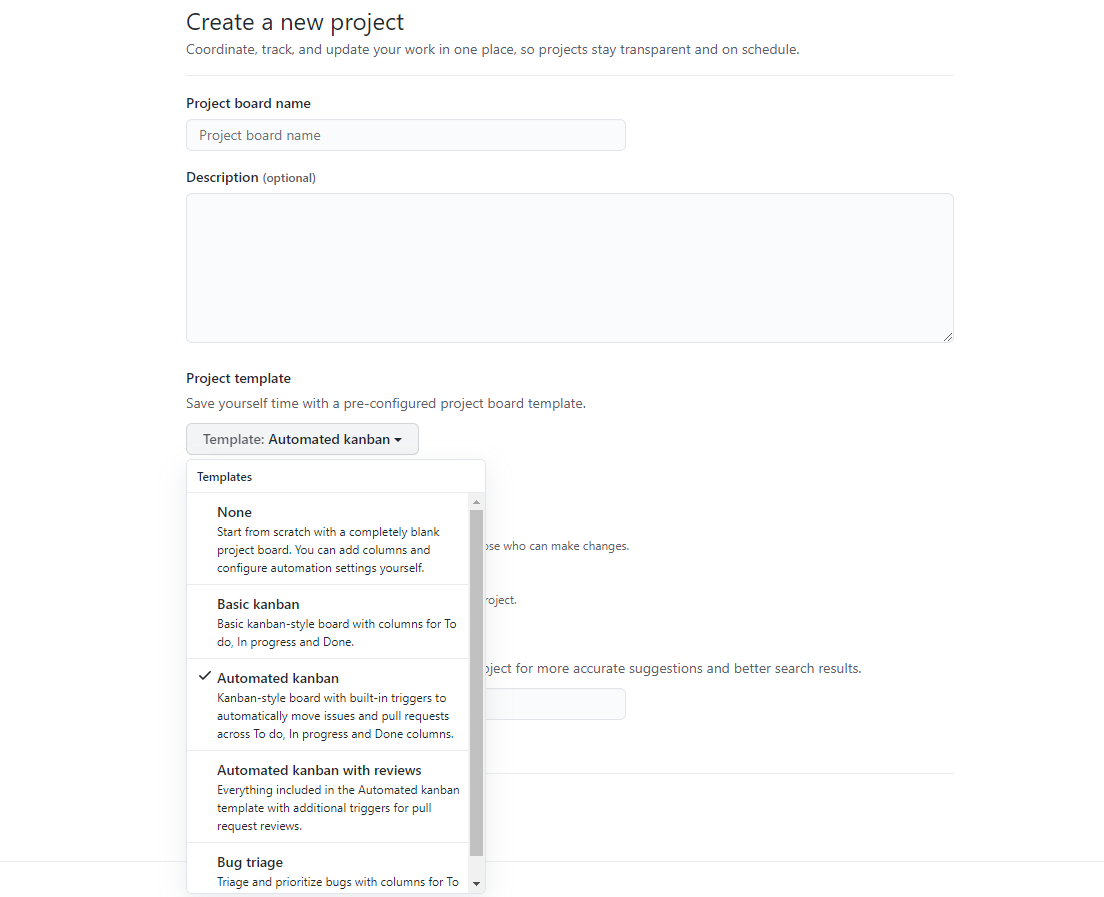 Create a new project
Coordinate, track, and update your work in one place, so projects stay transparent and on schedule.
Project board name
Project board name
Description (optional)
Project template
Save yourself time with a pre-configured project board template.
Template: Automated kanban
Templates
None
Start from scratch with a completely blank
project board. You can add columns and
configure automation settings yourself.
Basic kanban
Basic kanban-style board with columns for To
do, In progress and Done.
Automated kanban
Kanban-style board with built-in triggers to
automatically move issues and pull requests
across To do, In progress and Done columns.
Automated kanban with reviews
Everything included in the Automated kanban
template with additional triggers for pull
request reviews.
Bug triage
Triage and prioritize bugs with columns for To
who can make changes.
for more accurate suggestions and better search results.